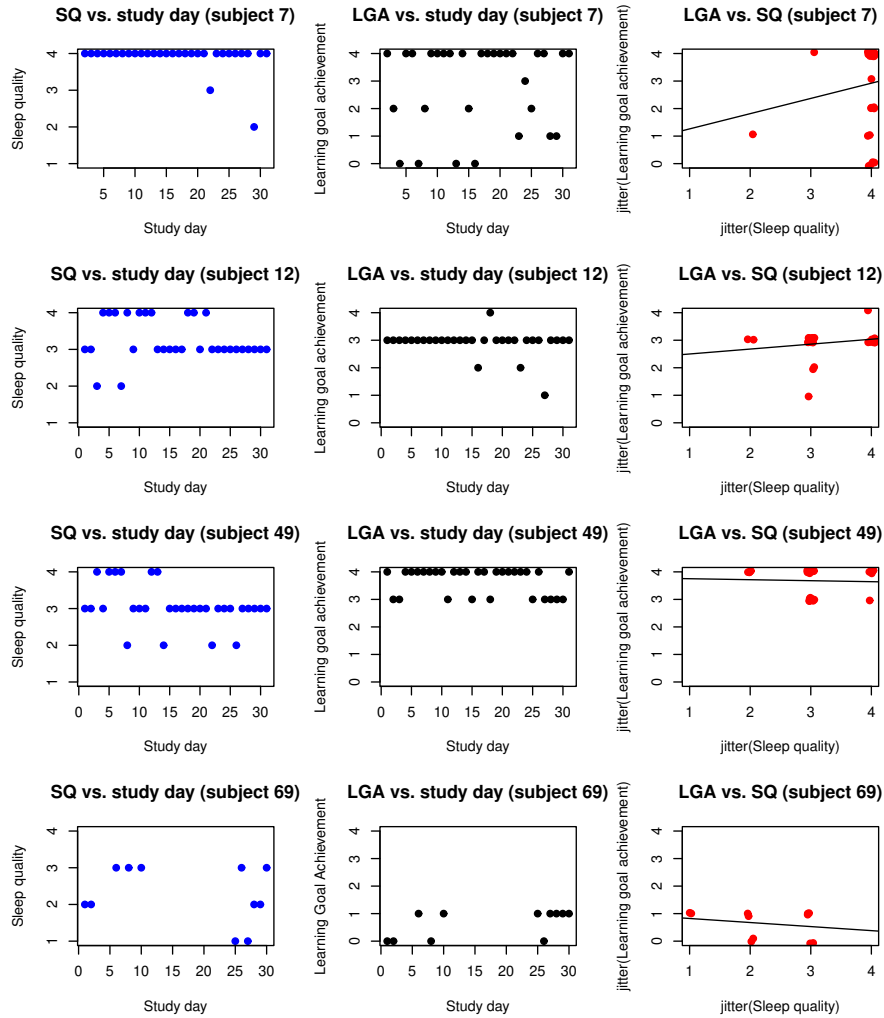 SQ vs. study day (subject 7)
Sleep quality
4
3
2
1
5 10 15 20 25 30
Study day
LGA vs. study day (subject 7)
Learning goal achievement
4
3
2
1
0
5 10 15 20 25 30
Study day
LGA vs. SQ (subject 7)
jitter(Learning goal achievement)
4
3
2
1
0
1 2 3 4
jitter(Sleep quality)
SQ vs. study day (subject 12)
Sleep quality
4
3
2
1
0 5 10 15 20 25 30
Study day
LGA vs. study day (subject 12)
Learning goal achievement
4
3
2
1
0
0 5 10 15 20 25 30
Study day
LGA vs. SQ (subject 12)
jitter(Learning goal achievement)
4
3
2
1
0
1 2 3 4
jitter(Sleep quality)
SQ vs. study day (subject 49)
Sleep quality
4
3
2
1
0 5 10 15 20 25 30
Study day
LGA vs. study day (subject 49)
Learning goal achievement
4
3
2
1
0
0 5 10 15 20 25 30
Study day
LGA vs. SQ (subject 49)
jitter(Learning goal achievement)
4
3
2
1
0
1 2 3 4
jitter(Sleep quality)
SQ vs. study day (subject 69)
Sleep quality
4
3
2
1
0 5 10 15 20 25 30
Study day
LGA vs. study day (subject 69)
Learning Goal Achievement
4
3
2
1
0
0 5 10 15 20 25 30
Study day
LGA vs. SQ (subject 69)
jitter(Learning goal achievement)
4
3
2
1
0
1 2 3 4
jitter(Sleep quality)